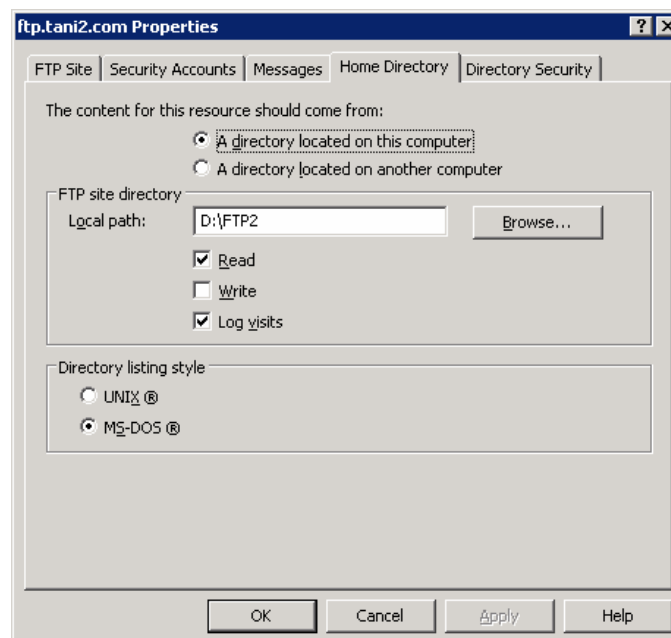 ftp.tani2.com Properties
FTP Site Security Accounts Messages Home Directory Directory Security
The content for this resource should come from:
A directory located on this computer
A directory located on another computer
FTP site directory
Local path: D:\FTP2 Browse...
Read
Write
Log visits
Directory listing style
UNIX ®
MS-DOS ®
OK Cancel Apply Help